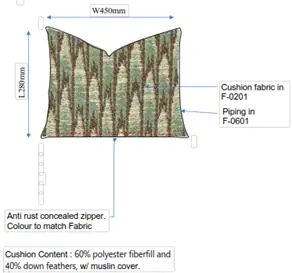 W450mm
L280mm
Cushion fabric in
F-0201
Piping in
F-0601
Anti rust concealed zipper.
Colour to match Fabric
Cushion Content : 60% polyester fiberfill and
40% down feathers, w/ muslin cover.